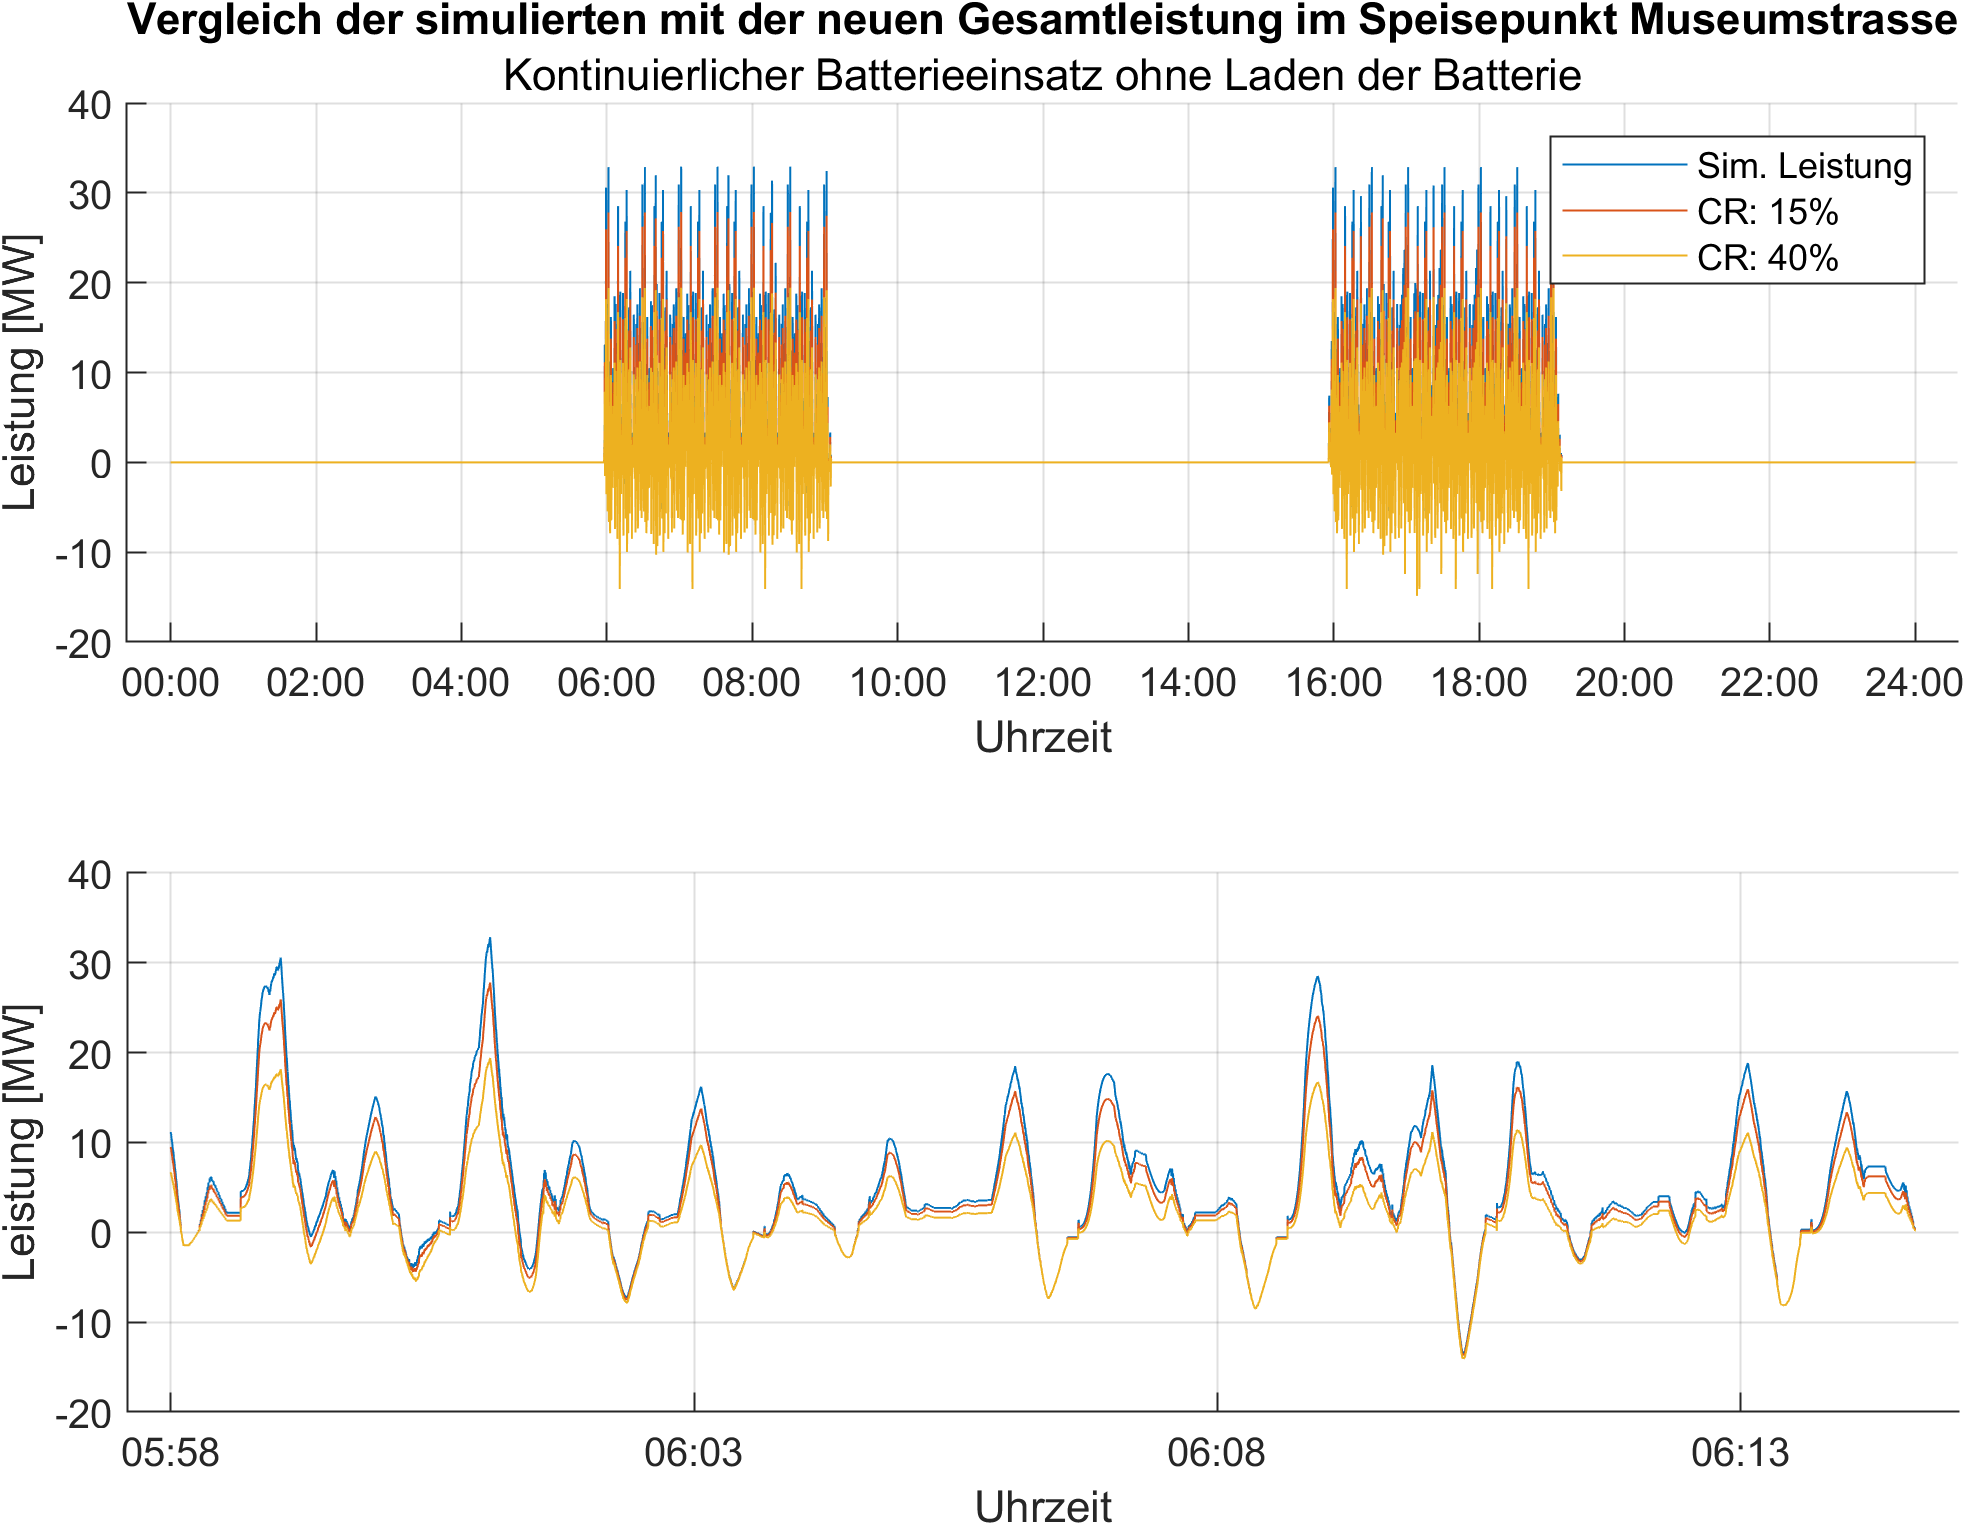 Vergleich der simulierten mit der neuen Gesamtleistung im Speisepunkt Museumstrasse
Kontinuierlicher Batterieeinsatz ohne Laden der Batterie
Leistung [MW]
40
30
20
10
0
-10
-20
Sim. Leistung
CR: 15%
CR: 40%
00:00 02:00 04:00 06:00 08:00 10:00 12:00 14:00 16:00 18:00 20:00 22:00 24:00
Uhrzeit
Leistung [MW]
40
30
20
10
0
-10
-20
05:58 06:03 06:08 06:13
Uhrzeit